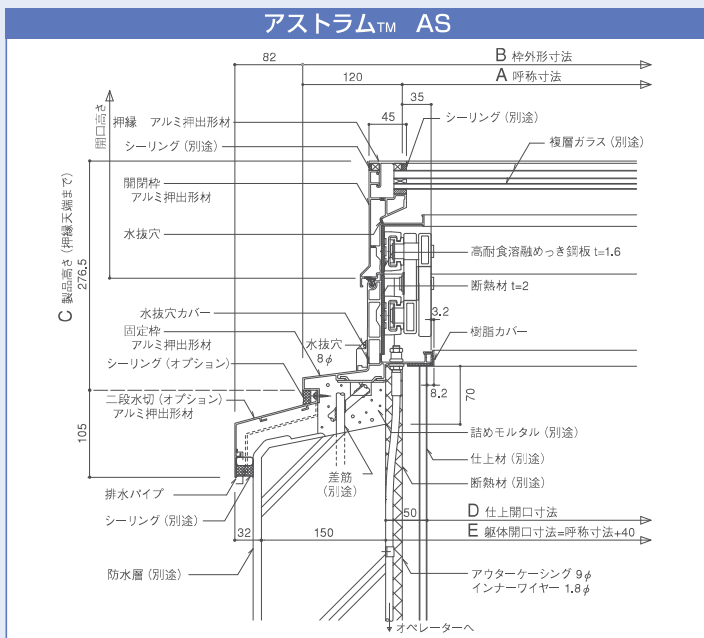 アストラム™ AS
82
B 枠外形寸法
120
A 呼称寸法
35
45
開口高さ
押縁
アルミ押出形材
シーリング(別途)
シーリング(別途)
複層ガラス(別途)
開閉枠
アルミ押出形材
水抜穴
高耐食溶融めっき鋼板 t=1.6
断熱材 t=2
C 製品高さ(押縁天端まで)
276.5
水抜穴カバー
3.2
固定枠
アルミ押出形材
水抜穴
8φ
樹脂カバー
シーリング(オプション)
二段水切(オプション)
アルミ押出形材
8.2
70
105
詰めモルタル(別途)
仕上材(別途)
差筋
(別途)
断熱材(別途)
排水パイプ
シーリング(別途)
50
D 仕上開口寸法
32
150
E 躯体開口寸法=呼称寸法+40
防水層(別途)
アウターケーシング 9φ
インナーワイヤー 1.8φ
オペレーターへ